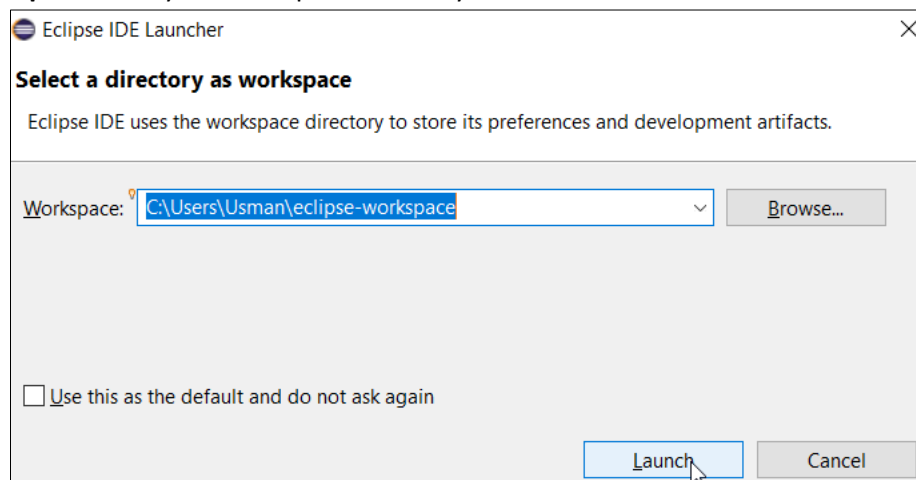 Eclipse IDE Launcher
Select a directory as workspace
Eclipse IDE uses the workspace directory to store its preferences and development artifacts.
Workspace: C:\Users\Usman\eclipse-workspace Browse...
Use this as the default and do not ask again
Launch Cancel